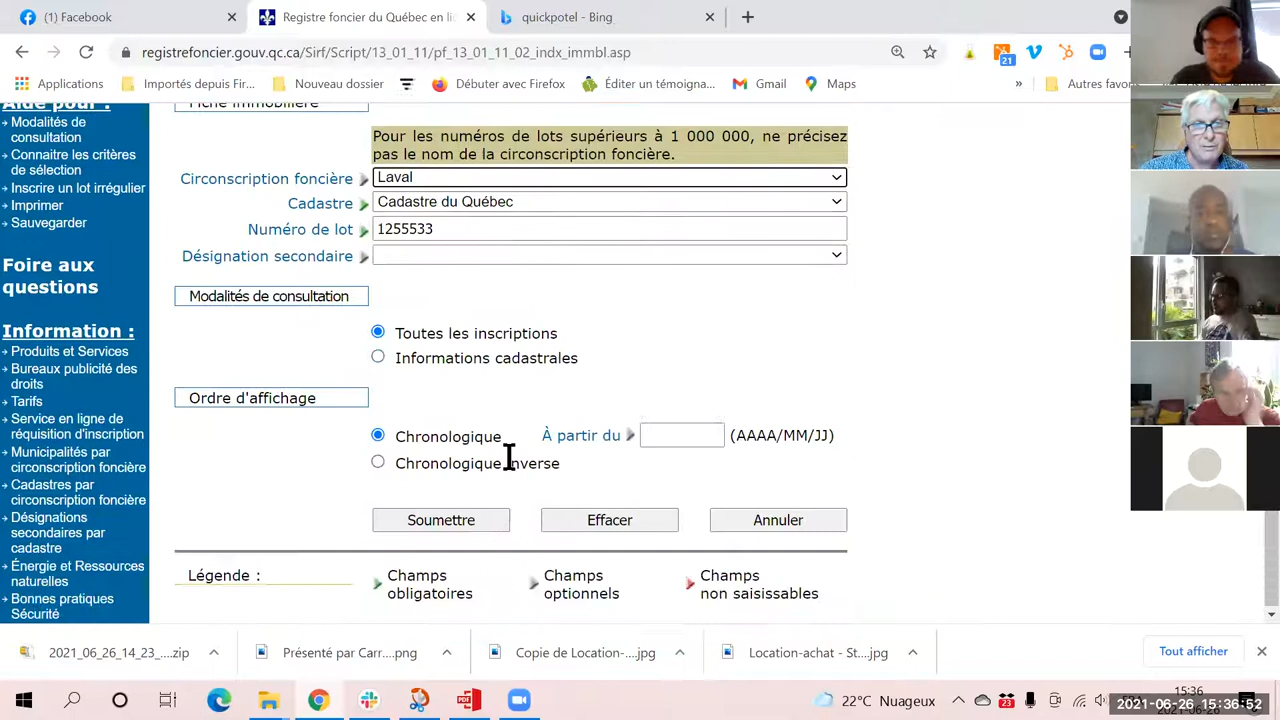 (1) Facebook
Registre foncier du Québec en li
quickpotel - Bing
registrefoncier.gouv.qc.ca/Sirf/Script/13_01_11/pf_13_01_11_02_indx_immbl.asp
21
Applications
Importés depuis Fir...
Nouveau dossier
Éditer un témoigna...
Gmail
Maps
»
Aide pour :
Modalités de
consultation
Connaitre les critères
de sélection
Inscrire un lot irrégulier
Imprimer
Sauvegarder
Foire aux
questions
Information :
Produits et Services
Bureaux publicité des
droits
Tarifs
Service en ligne de
réquisition d'inscription
Municipalités par
circonscription foncière
Cadastres par
circonscription foncière
Désignations
secondaires par
cadastre
Énergie et Ressources
naturelles
Bonnes pratiques
Sécurité
Fiche immobilière
Pour les numéros de lots supérieurs à 1 000 000, ne précisez
pas le nom de la circonscription foncière.
Circonscription foncière
Laval
Cadastre
Cadastre du Québec
Numéro de lot
1255533
Désignation secondaire
Modalités de consultation
Toutes les inscriptions
Informations cadastrales
Ordre d'affichage
Chronologique
À partir du
(AAAA/MM/JJ)
Chronologique inverse
Soumettre
Effacer
Annuler
Légende :
Champs
obligatoires
Champs
optionnels
Champs
non saisissables
2021_06_26_14_23_....zip
Présenté par Carr....png
Copie de Location-....jpg
Location-achat - St....jpg
Tout afficher
22°C Nuageux
23
15:36
2021-06-26 15:36:52